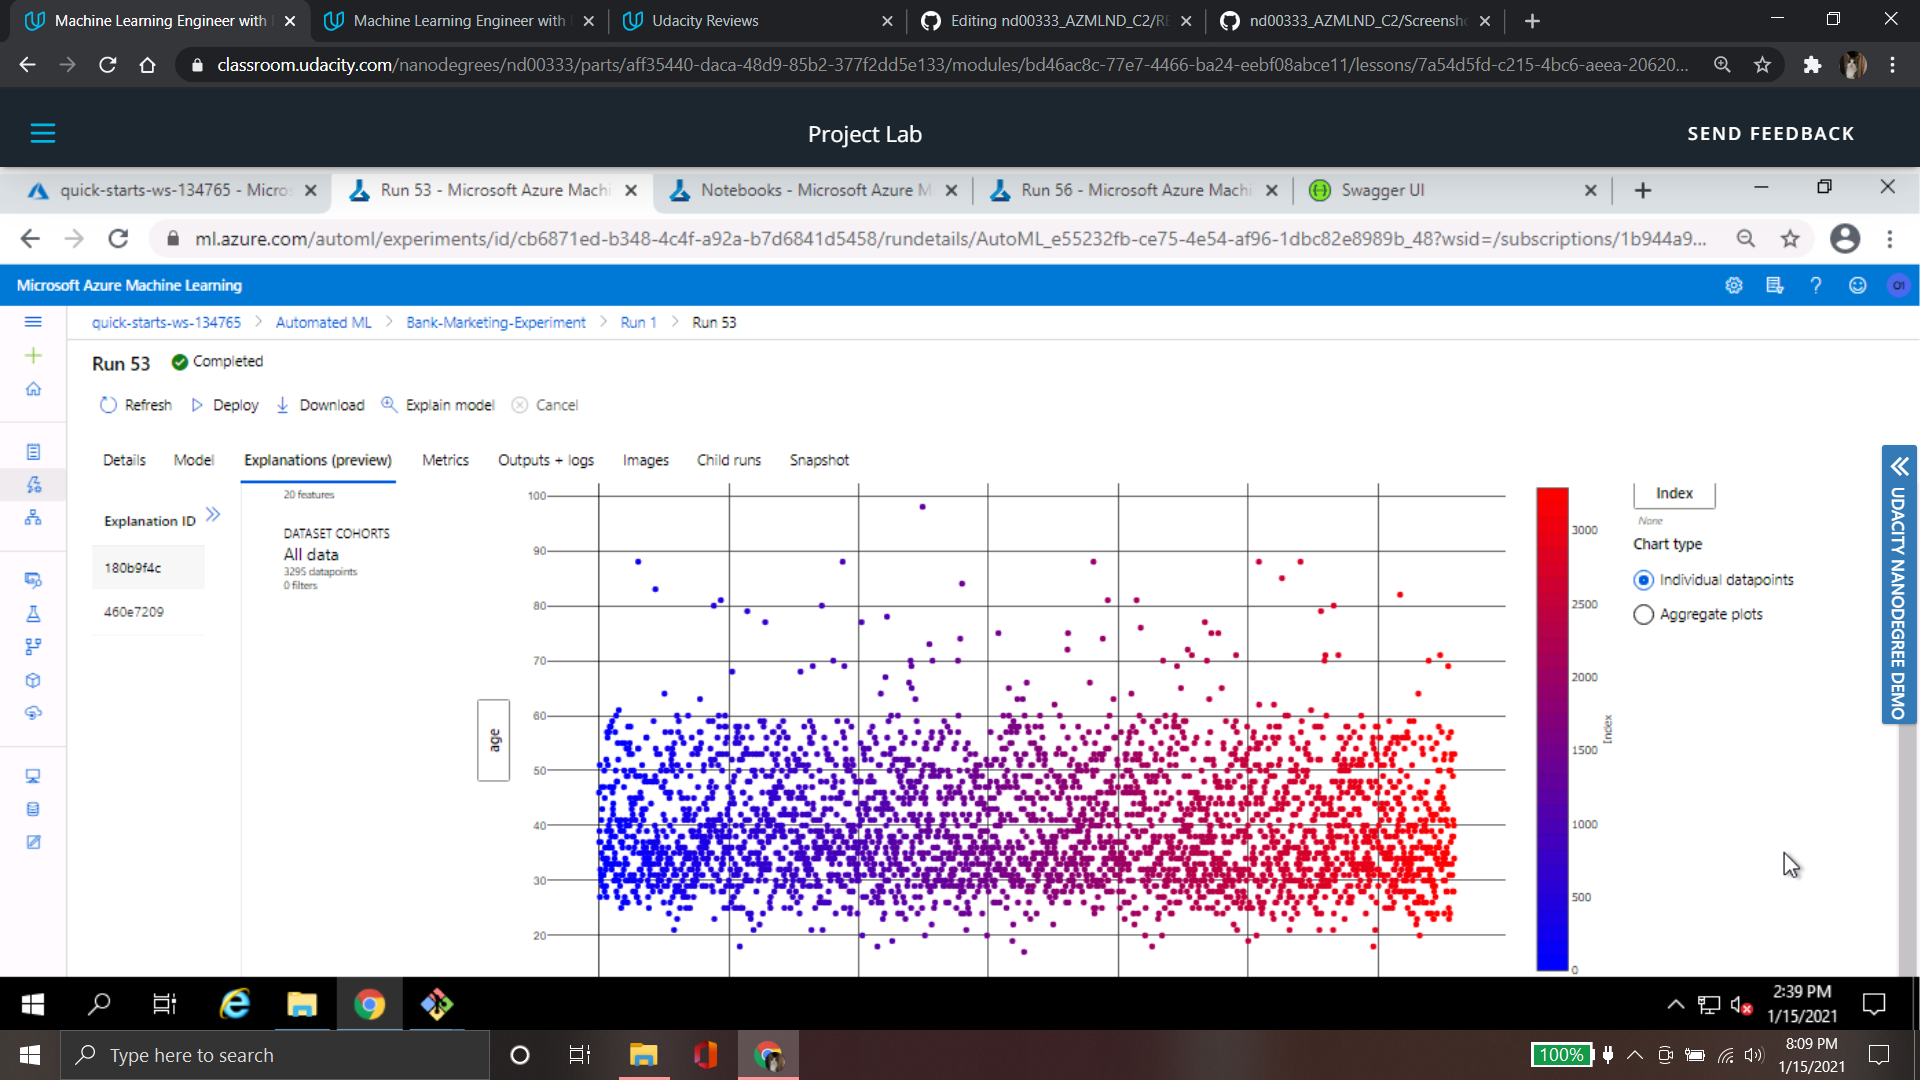 Machine Learning Engineer with
Machine Learning Engineer with
Udacity Reviews
Editing nd00333_AZMLND_C2/RE
nd00333_AZMLND_C2/Screensho
classroom.udacity.com/nanodegrees/nd00333/parts/aff35440-daca-48d9-85b2-377f2dd5e133/modules/bd46ac8c-77e7-4466-ba24-eebf08abce11/lessons/7a54d5fd-c215-4bc6-aeea-20620...
Project Lab
SEND FEEDBACK
quick-starts-ws-134765 - Micros
Run 53 - Microsoft Azure Machi
Notebooks - Microsoft Azure M
Run 56 - Microsoft Azure Machi
Swagger UI
ml.azure.com/automl/experiments/id/cb6871ed-b348-4c4f-a92a-b7d6841d5458/rundetails/AutoML_e55232fb-ce75-4e54-af96-1dbc82e8989b_48?wsid=/subscriptions/1b944a9...
Microsoft Azure Machine Learning
quick-starts-ws-134765 > Automated ML > Bank-Marketing-Experiment > Run 1 > Run 53
Run 53 Completed
Refresh Deploy Download Explain model Cancel
Details Model Explanations (preview) Metrics Outputs + logs Images Child runs Snapshot
Explanation ID
180b9f4c
460e7209
20 features
DATASET COHORTS
All data
3295 datapoints
0 filters
age
100
90
80
70
60
50
40
30
20
3000
2500
2000
1500
1000
500
0
Index
Index
None
Chart type
Individual datapoints
Aggregate plots
UDACITY NANODEGREE DEMO
2:39 PM
1/15/2021
Type here to search
100%
8:09 PM
1/15/2021